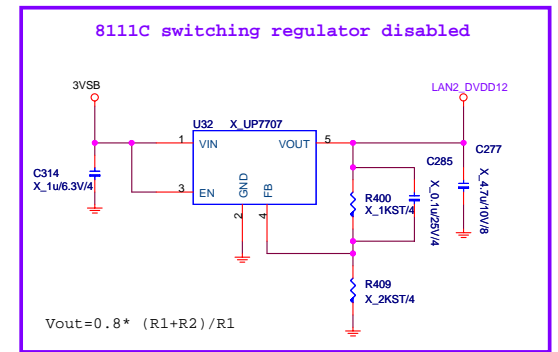 8111C switching regulator disabled
3VSB
LAN2_DVDD12
U32 X_UP7707
1 VIN VOUT 5
3 EN GND FB
2 4
C314
X_1u/6.3V/4
R400
X_1KST/4
C285
X_0.1u/25V/4
C277
X_4.7u/10V/8
R409
X_2KST/4
Vout=0.8* (R1+R2)/R1